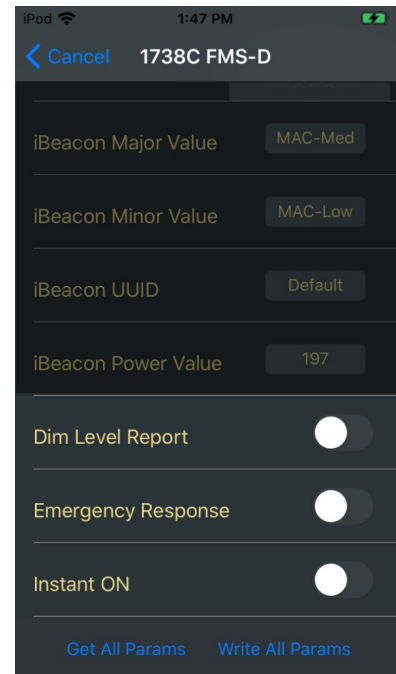 iPod 1:47 PM
Cancel 1738C FMS-D
iBeacon Major Value MAC-Med
iBeacon Minor Value MAC-Low
iBeacon UUID Default
iBeacon Power Value 197
Dim Level Report
Emergency Response
Instant ON
Get All Params Write All Params